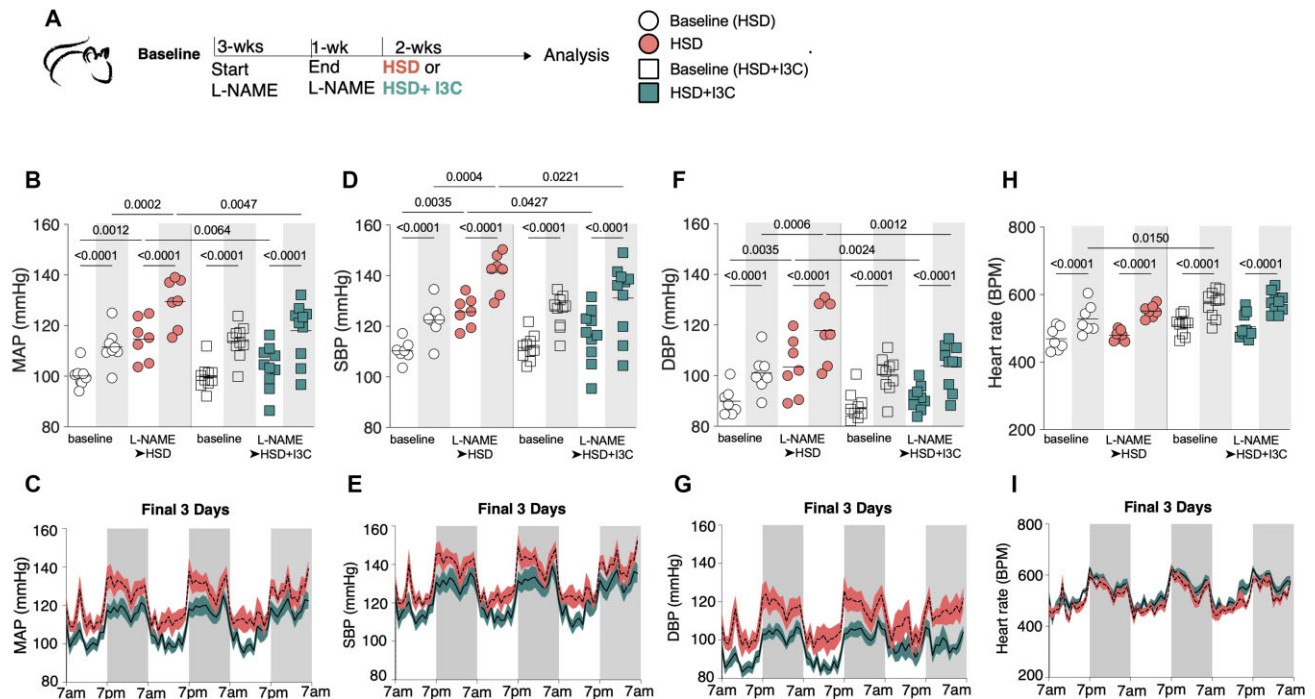 A
Baseline
3-wks 1-wk 2-wks
Start End HSD or
L-NAME L-NAME HSD+ I3C
Analysis
Baseline (HSD)
HSD
Baseline (HSD+I3C)
HSD+I3C
B
MAP (mmHg)
160
140
120
100
80
0.0002 0.0047
0.0012 0.0064
<0.0001 <0.0001 <0.0001 <0.0001
baseline L-NAME baseline L-NAME
➤HSD ➤HSD+I3C
D
SBP (mmHg)
160
140
120
100
80
0.0004 0.0221
0.0035 0.0427
<0.0001 <0.0001 <0.0001 <0.0001
baseline L-NAME baseline L-NAME
➤HSD ➤HSD+I3C
F
DBP (mmHg)
160
140
120
100
80
0.0006 0.0012
0.0035 0.0024
<0.0001 <0.0001 <0.0001 <0.0001
baseline L-NAME baseline L-NAME
➤HSD ➤HSD+I3C
H
Heart rate (BPM)
800
600
400
200
0.0150
<0.0001 <0.0001 <0.0001 <0.0001
baseline L-NAME baseline L-NAME
➤HSD ➤HSD+I3C
C
Final 3 Days
MAP (mmHg)
160
140
120
100
80
7am 7pm 7am 7pm 7am 7pm 7am
E
Final 3 Days
SBP (mmHg)
160
140
120
100
80
7am 7pm 7am 7pm 7am 7pm 7am
G
Final 3 Days
DBP (mmHg)
160
140
120
100
80
7am 7pm 7am 7pm 7am 7pm 7am
I
Final 3 Days
Heart rate (BPM)
800
600
400
200
7am 7pm 7am 7pm 7am 7pm 7am